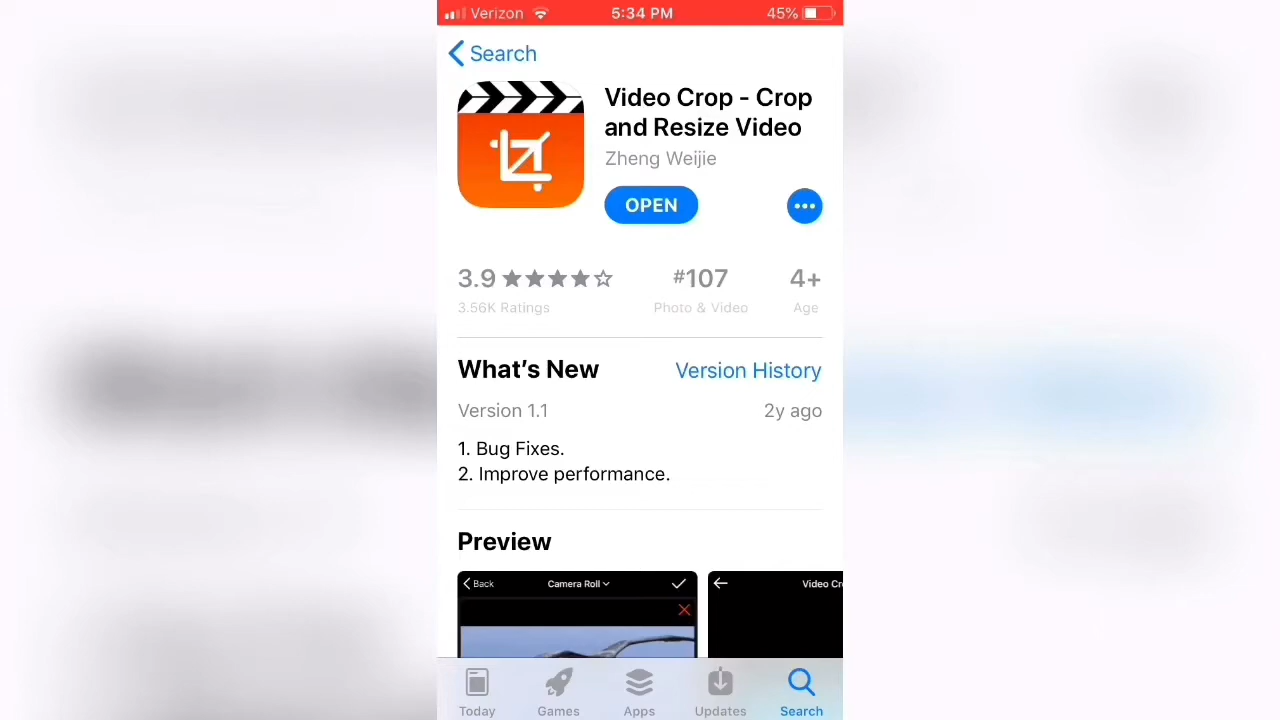 Verizon 5:34 PM 45%
Search
Video Crop - Crop
and Resize Video
Zheng Weijie
OPEN
3.9 #107 4+
3.56K Ratings Photo & Video Age
What's New Version History
Version 1.1 2y ago
1. Bug Fixes.
2. Improve performance.
Preview
Back Camera Roll Video Cr
Today Games Apps Updates Search